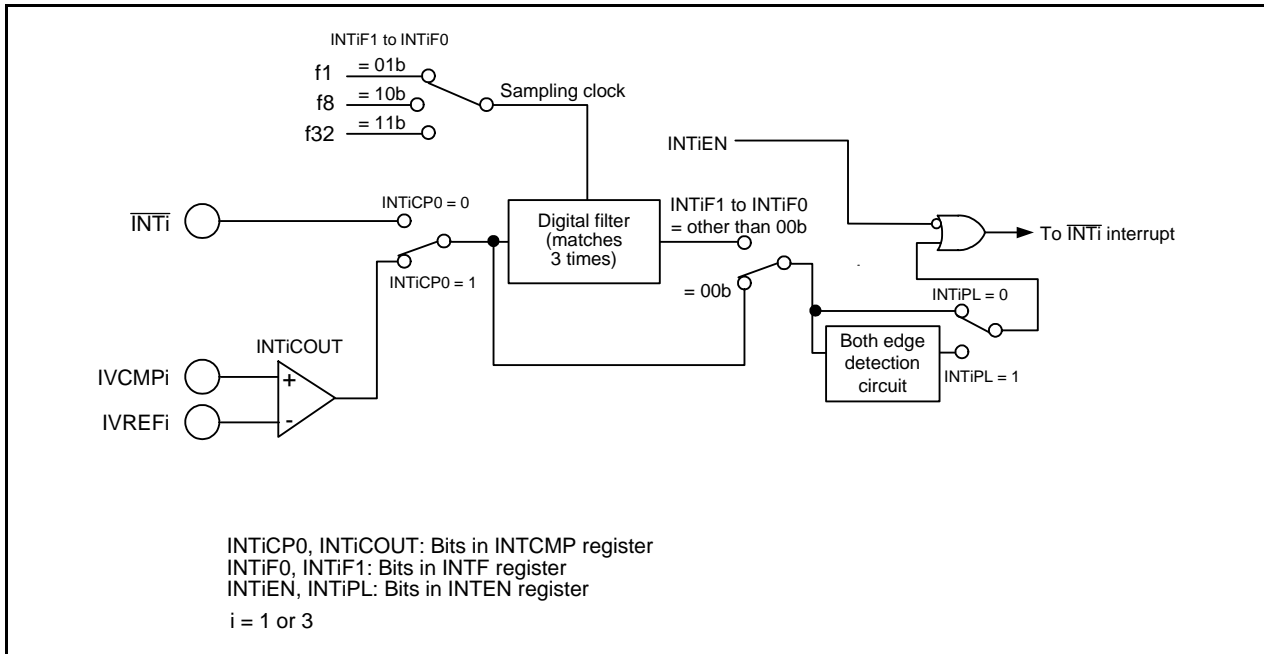 INTiF1 to INTiF0
f1
= 01b
f8
= 10b
f32
= 11b
Sampling clock
INTiEN
INTi
INTiCP0 = 0
INTiCP0 = 1
Digital filter
(matches
3 times)
INTiF1 to INTiF0
= other than 00b
= 00b
To INTi interrupt
INTiPL = 0
INTiPL = 1
Both edge
detection
circuit
INTiCOUT
IVCMPi
+
IVREFi
-
INTiCP0, INTiCOUT: Bits in INTCMP register
INTiF0, INTiF1: Bits in INTF register
INTiEN, INTiPL: Bits in INTEN register
i = 1 or 3